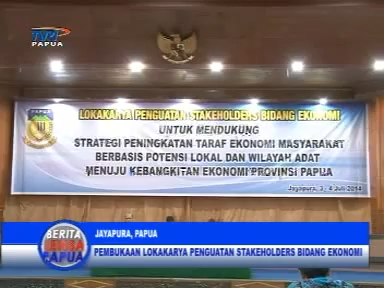 TVRI
PAPUA
PAPUA
LOKAKARYA PENGUATAN STAKEHOLDERS BIDANG EKONOMI
UNTUK MENDUKUNG
STRATEGI PENINGKATAN TARAF EKONOMI MASYARAKAT
BERBASIS POTENSI LOKAL DAN WILAYAH ADAT
MENUJU KEBANGKITAN EKONOMI PROVINSI PAPUA
Jayapura, 3 - 4 Juli 2014
BERITA
PAPUA
JAYAPURA, PAPUA
PEMBUKAAN LOKAKARYA PENGUATAN STAKEHOLDERS BIDANG EKONOMI